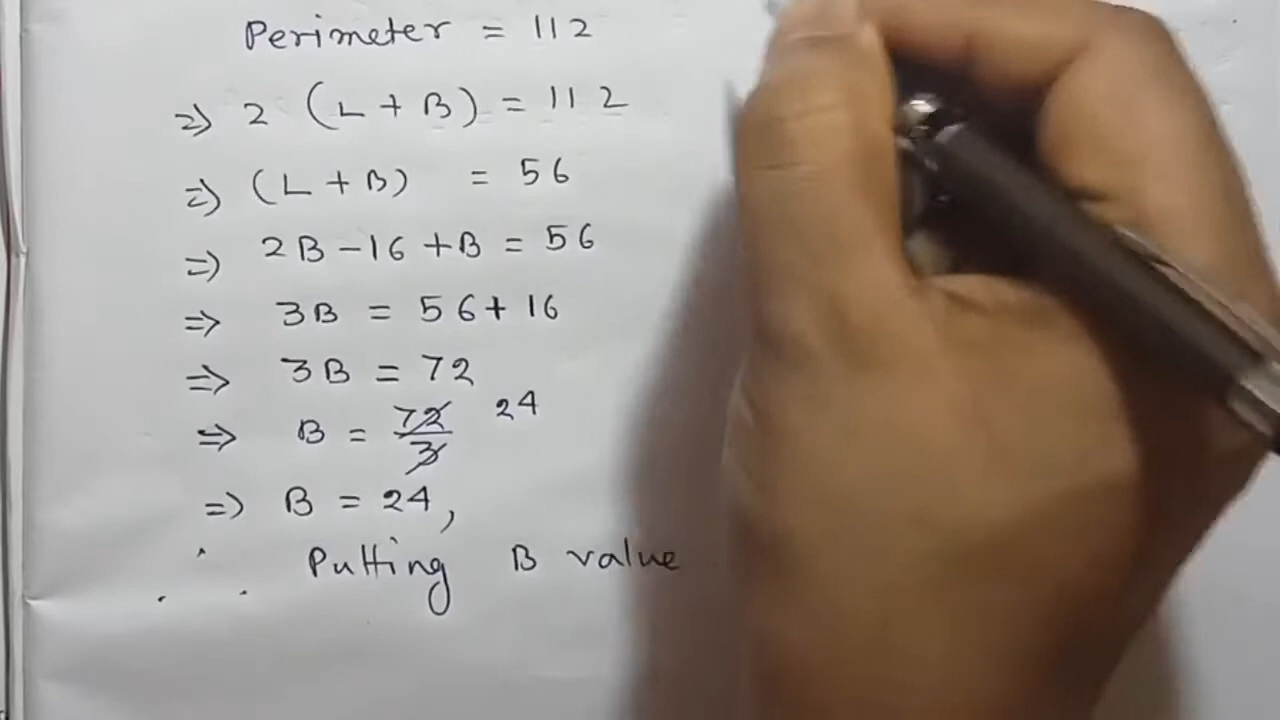 Perimeter = 112
=> 2 (L + B) = 112
=> (L + B) = 56
=> 2B - 16 + B = 56
=> 3B = 56 + 16
=> 3B = 72
=> B = 72/3 24
=> B = 24,
∴ Putting B value